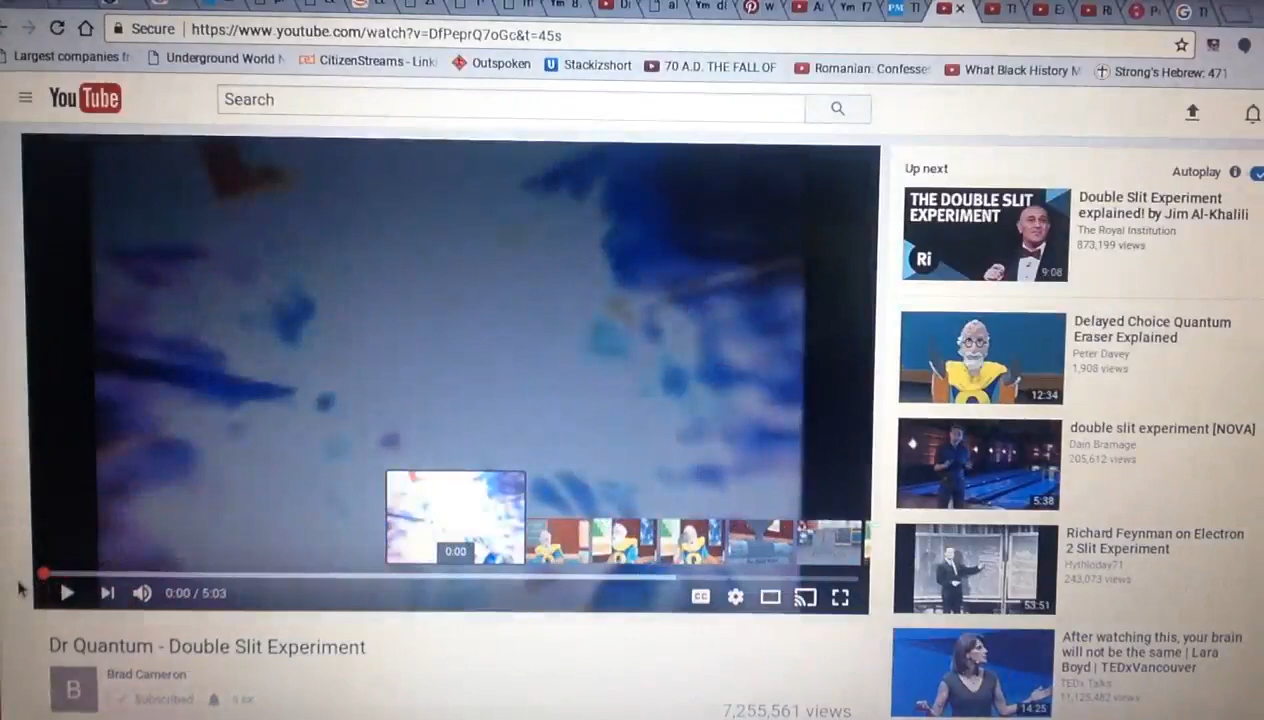 Secure https://www.youtube.com/watch?v=DfPeprQ7oGc&t=45s
Largest companies
Underground World
CitizenStreams - Link
Outspoken
Stackizshort
70 A.D. THE FALL OF
Romanian: Confesse
What Black History M
Strong's Hebrew: 471
YouTube
Search
Up next
Autoplay
THE DOUBLE SLIT
EXPERIMENT
Ri
9:08
Double Slit Experiment
explained! by Jim Al-Khalili
The Royal Institution
873,199 views
12:34
Delayed Choice Quantum
Eraser Explained
Peter Davey
1,908 views
5:38
double slit experiment [NOVA]
Dain Bramage
205,612 views
53:51
Richard Feynman on Electron
2 Slit Experiment
Hythloday71
243,073 views
14:25
After watching this, your brain
will not be the same | Lara
Boyd | TEDxVancouver
TEDx Talks
11,125,482 views
0:00
0:00 / 5:03
CC
Dr Quantum - Double Slit Experiment
B
Brad Cameron
Subscribed
7,255,561 views